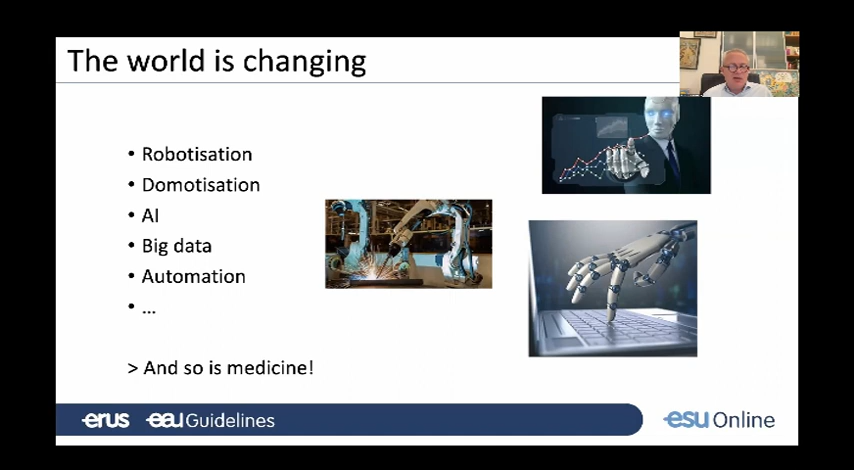 The world is changing
• Robotisation
• Domotisation
• AI
• Big data
• Automation
• ...
> And so is medicine!
erus eau Guidelines
esu Online